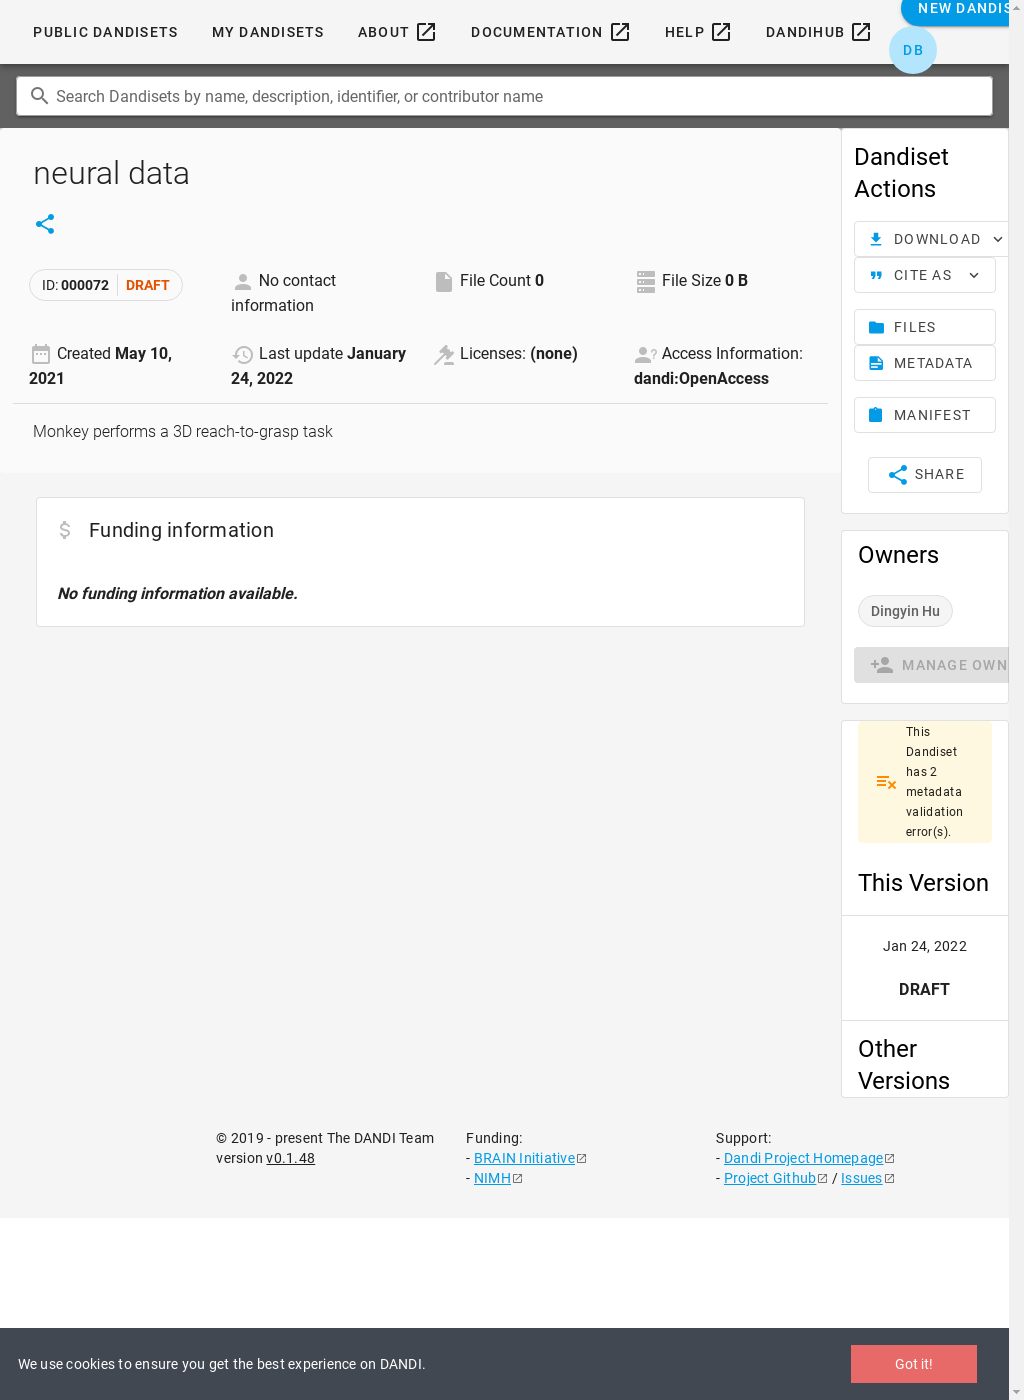 PUBLIC DANDISETS
MY DANDISETS
ABOUT
DOCUMENTATION
HELP
DANDIHUB
NEW DANDIS
DB
Search Dandisets by name, description, identifier, or contributor name
neural data
ID: 000072 DRAFT
No contact
information
File Count 0
File Size 0 B
Created May 10,
2021
Last update January
24, 2022
Licenses: (none)
Access Information:
dandi:OpenAccess
Monkey performs a 3D reach-to-grasp task
Funding information
No funding information available.
Dandiset
Actions
DOWNLOAD
CITE AS
FILES
METADATA
MANIFEST
SHARE
Owners
Dingyin Hu
MANAGE OWN
This
Dandiset
has 2
metadata
validation
error(s).
This Version
Jan 24, 2022
DRAFT
Other
Versions
© 2019 - present The DANDI Team
version v0.1.48
Funding:
- BRAIN Initiative
- NIMH
Support:
- Dandi Project Homepage
- Project Github / Issues
We use cookies to ensure you get the best experience on DANDI.
Got it!